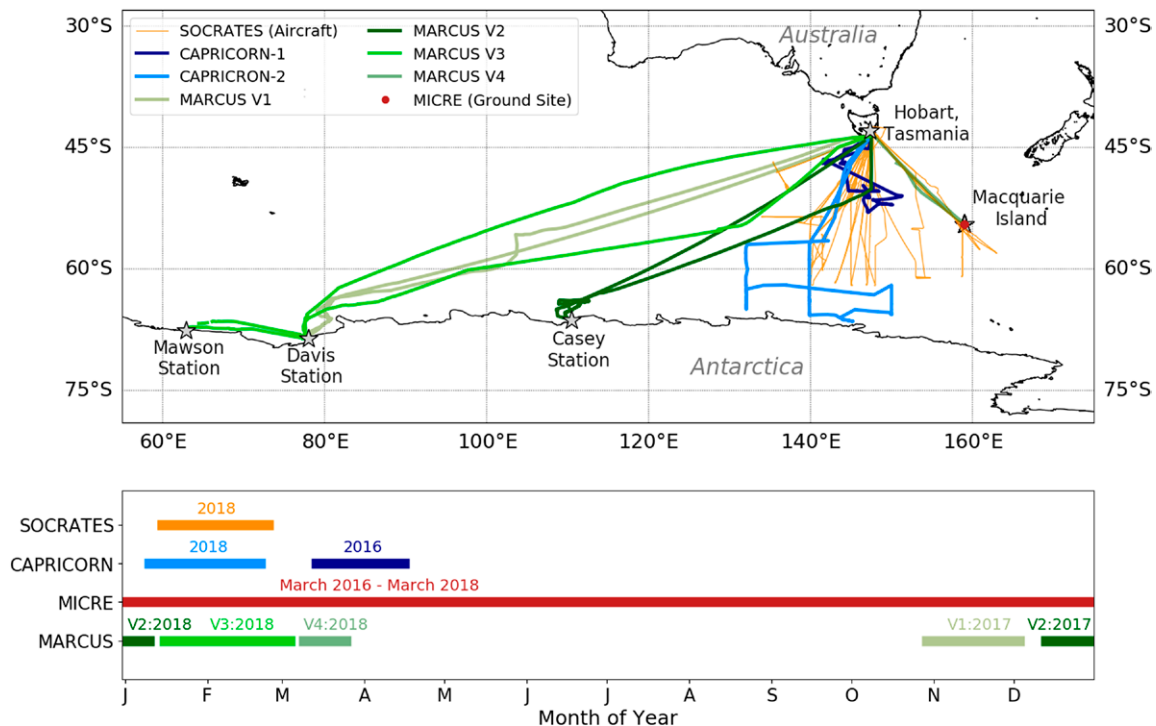 30°S
30°S
SOCRATES (Aircraft)
CAPRICORN-1
CAPRICRON-2
MARCUS V1
MARCUS V2
MARCUS V3
MARCUS V4
MICRE (Ground Site)
Australia
Hobart,
Tasmania
45°S
45°S
Macquarie
Island
60°S
60°S
Mawson
Station
Davis
Station
Casey
Station
Antarctica
75°S
75°S
60°E
80°E
100°E
120°E
140°E
160°E
2018
SOCRATES
2018
2016
CAPRICORN
March 2016 - March 2018
MICRE
V2:2018
V3:2018
V4:2018
V1:2017
V2:2017
MARCUS
J F M A M J J A S O N D
Month of Year